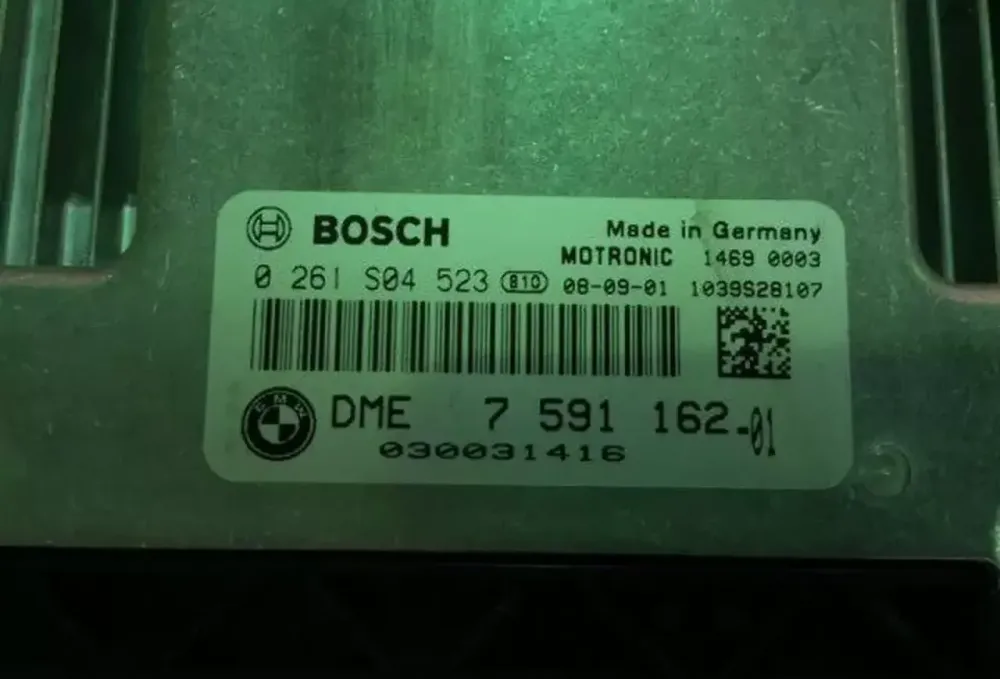 BOSCH
Made in Germany
MOTRONIC 1469 0003
0 261 S04 523 810 08-09-01 1039S28107
BMW
DME 7 591 162-01
030031416